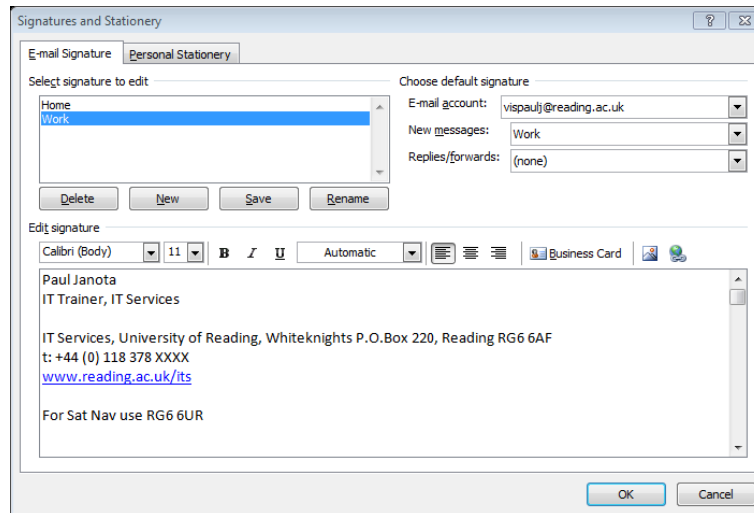 Signatures and Stationery
E-mail Signature
Personal Stationery
Select signature to edit
Home
Work
Delete
New
Save
Rename
Choose default signature
E-mail account:
vispaulj@reading.ac.uk
New messages:
Work
Replies/forwards:
(none)
Edit signature
Calibri (Body)
11
B
I
U
Automatic
Business Card
Paul Janota
IT Trainer, IT Services
IT Services, University of Reading, Whiteknights P.O.Box 220, Reading RG6 6AF
t: +44 (0) 118 378 XXXX
www.reading.ac.uk/its
For Sat Nav use RG6 6UR
OK
Cancel